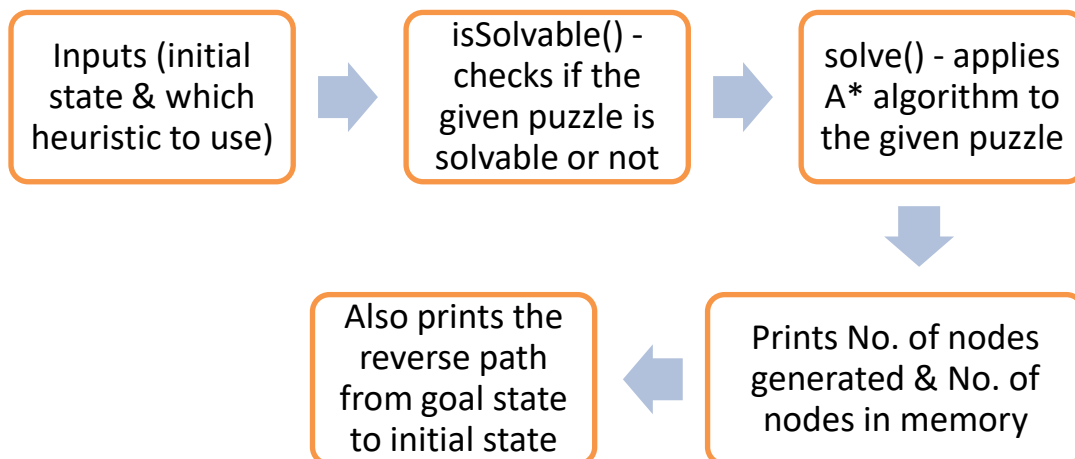 Inputs (initial
state & which
heuristic to use)
isSolvable() -
checks if the
given puzzle is
solvable or not
solve() - applies
A* algorithm to
the given puzzle
Prints No. of nodes
generated & No. of
nodes in memory
Also prints the
reverse path
from goal state
to initial state